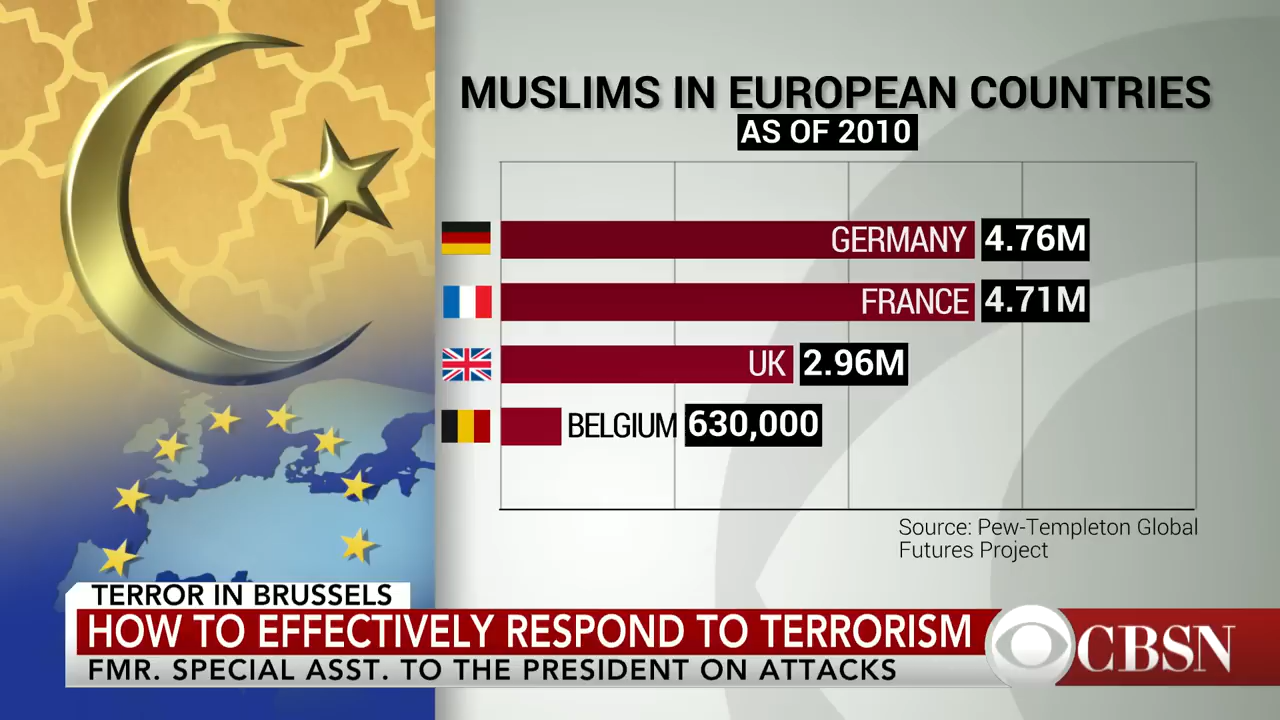 MUSLIMS IN EUROPEAN COUNTRIES
AS OF 2010
GERMANY 4.76M
FRANCE 4.71M
UK 2.96M
BELGIUM 630,000
Source: Pew-Templeton Global
Futures Project
TERROR IN BRUSSELS
HOW TO EFFECTIVELY RESPOND TO TERRORISM
FMR. SPECIAL ASST. TO THE PRESIDENT ON ATTACKS
CBSN